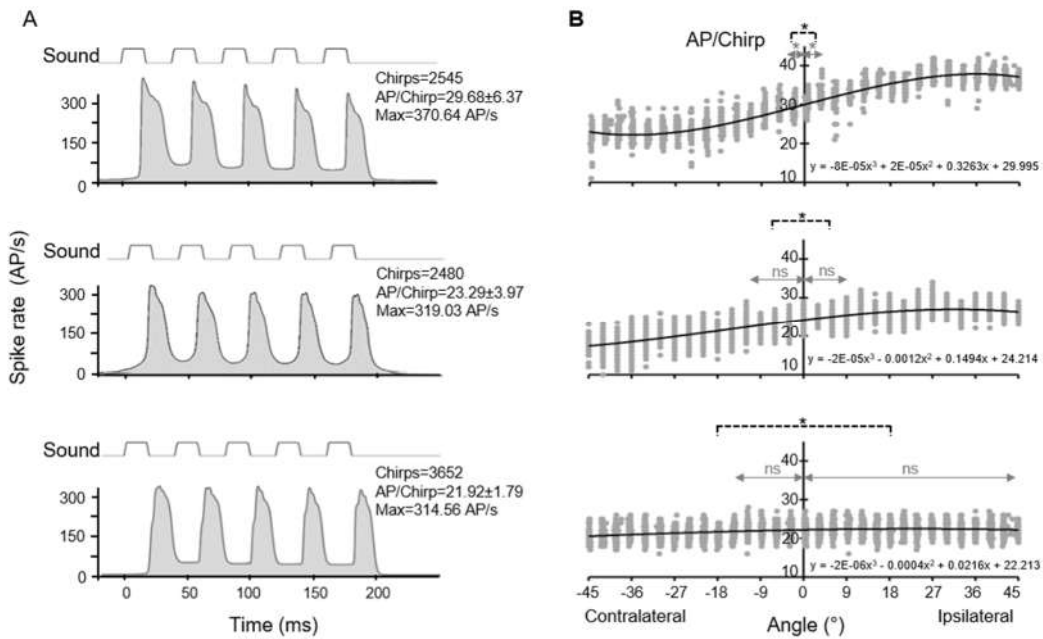 A
Sound
Chirps=2545
AP/Chirp=29.68±6.37
Max=370.64 AP/s
300
150
0
Sound
Chirps=2480
AP/Chirp=23.29±3.97
Max=319.03 AP/s
300
150
0
Spike rate (AP/s)
Sound
Chirps=3652
AP/Chirp=21.92±1.79
Max=314.56 AP/s
300
150
0
0 50 100 150 200
Time (ms)
B
AP/Chirp
*
* *
40
30
20
10
y = -8E-05x³ + 2E-05x² + 0.3263x + 29.995
*
ns ns
40
30
20
10
y = -2E-05x³ - 0.0012x² + 0.1494x + 24.214
*
ns ns
40
30
20
10
y = -2E-06x³ - 0.0004x² + 0.0216x + 22.213
-45 -36 -27 -18 -9 0 9 18 27 36 45
Contralateral Angle (°) Ipsilateral